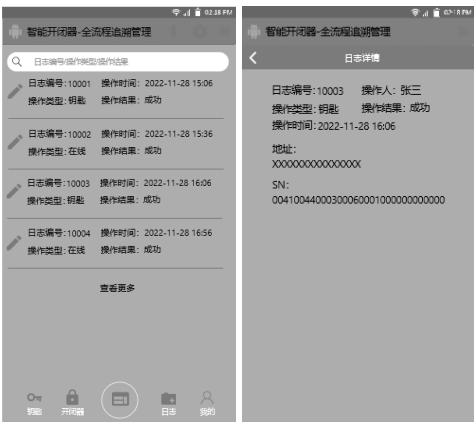 02:18 PM
智能开闭器-全流程追溯管理
日志编号/操作类型/操作结果
日志编号:10001 操作时间: 2022-11-28 15:06
操作类型:钥匙 操作结果: 成功
日志编号:10002 操作时间: 2022-11-28 15:36
操作类型:在线 操作结果: 成功
日志编号:10003 操作时间: 2022-11-28 16:06
操作类型:钥匙 操作结果: 成功
日志编号:10004 操作时间: 2022-11-28 16:56
操作类型:在线 操作结果: 成功
查看更多
钥匙 开闭器 日志 我的
02:18 PM
智能开闭器-全流程追溯管理
日志详情
日志编号:10003 操作人: 张三
操作类型:钥匙 操作结果: 成功
操作时间:2022-11-28 16:06
地址:
XXXXXXXXXXXXXXX
SN: